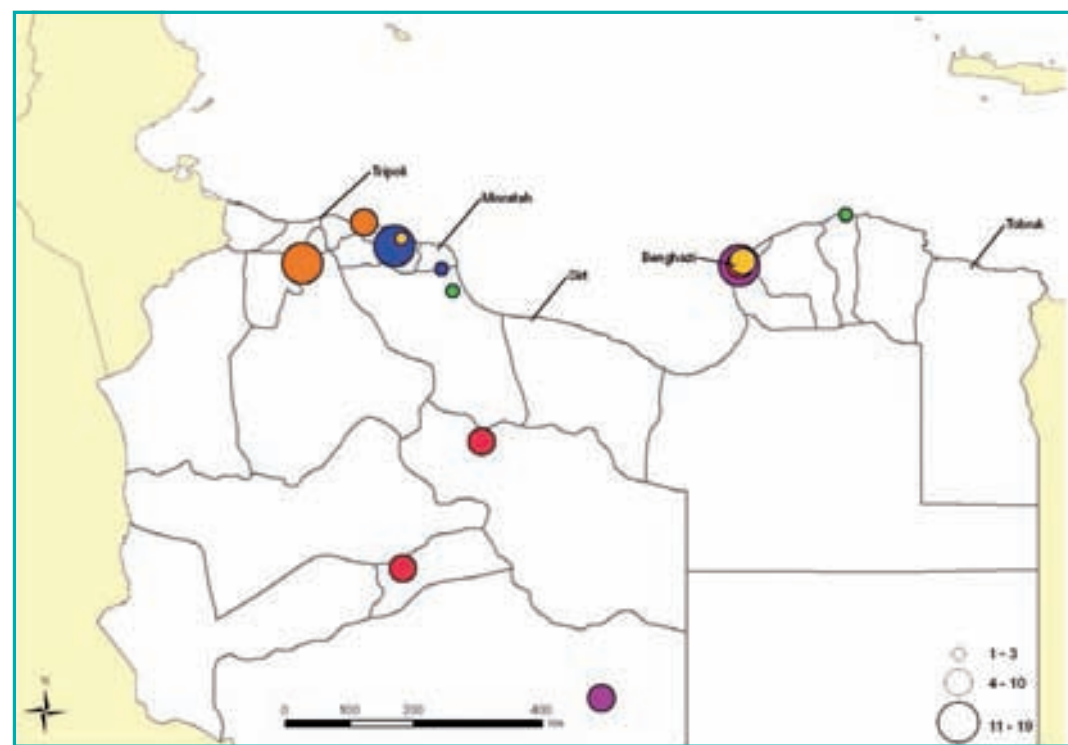 Tripoli
Misratah
Sirt
Benghazi
Tobruk
N
1 - 3
4 - 10
11 - 19
0 100 200 400